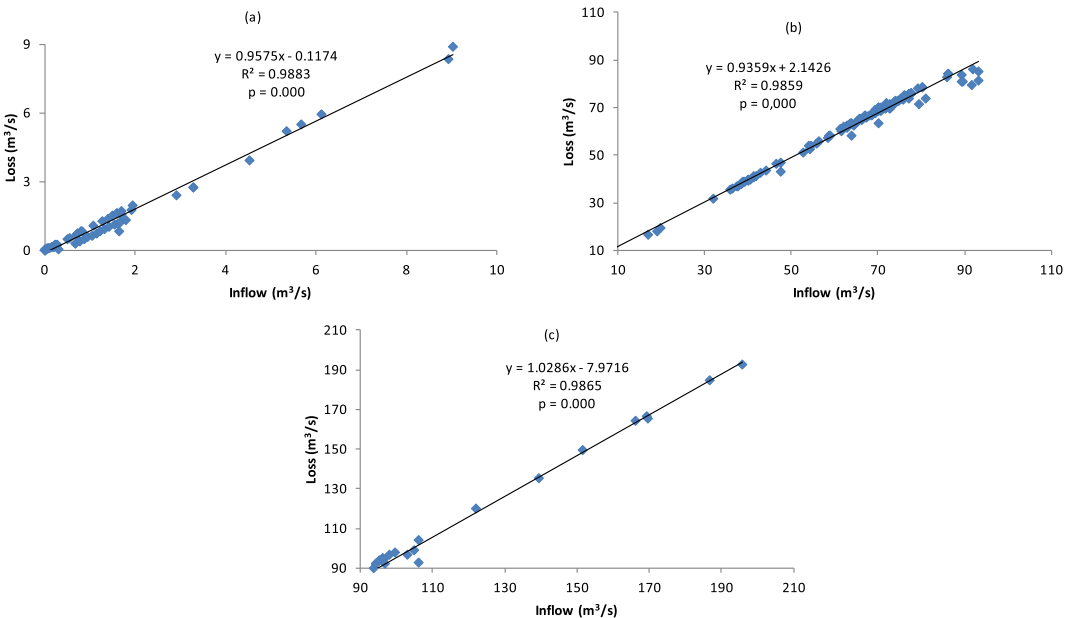 (a)
y = 0.9575x - 0.1174
R² = 0.9883
p = 0.000
Loss (m³/s)
9
6
3
0
0 2 4 6 8 10
Inflow (m³/s)
(b)
y = 0.9359x + 2.1426
R² = 0.9859
p = 0,000
Loss (m³/s)
110
90
70
50
30
10
10 30 50 70 90 110
Inflow (m³/s)
(c)
y = 1.0286x - 7.9716
R² = 0.9865
p = 0.000
Loss (m³/s)
210
190
170
150
130
110
90
90 110 130 150 170 190 210
Inflow (m³/s)